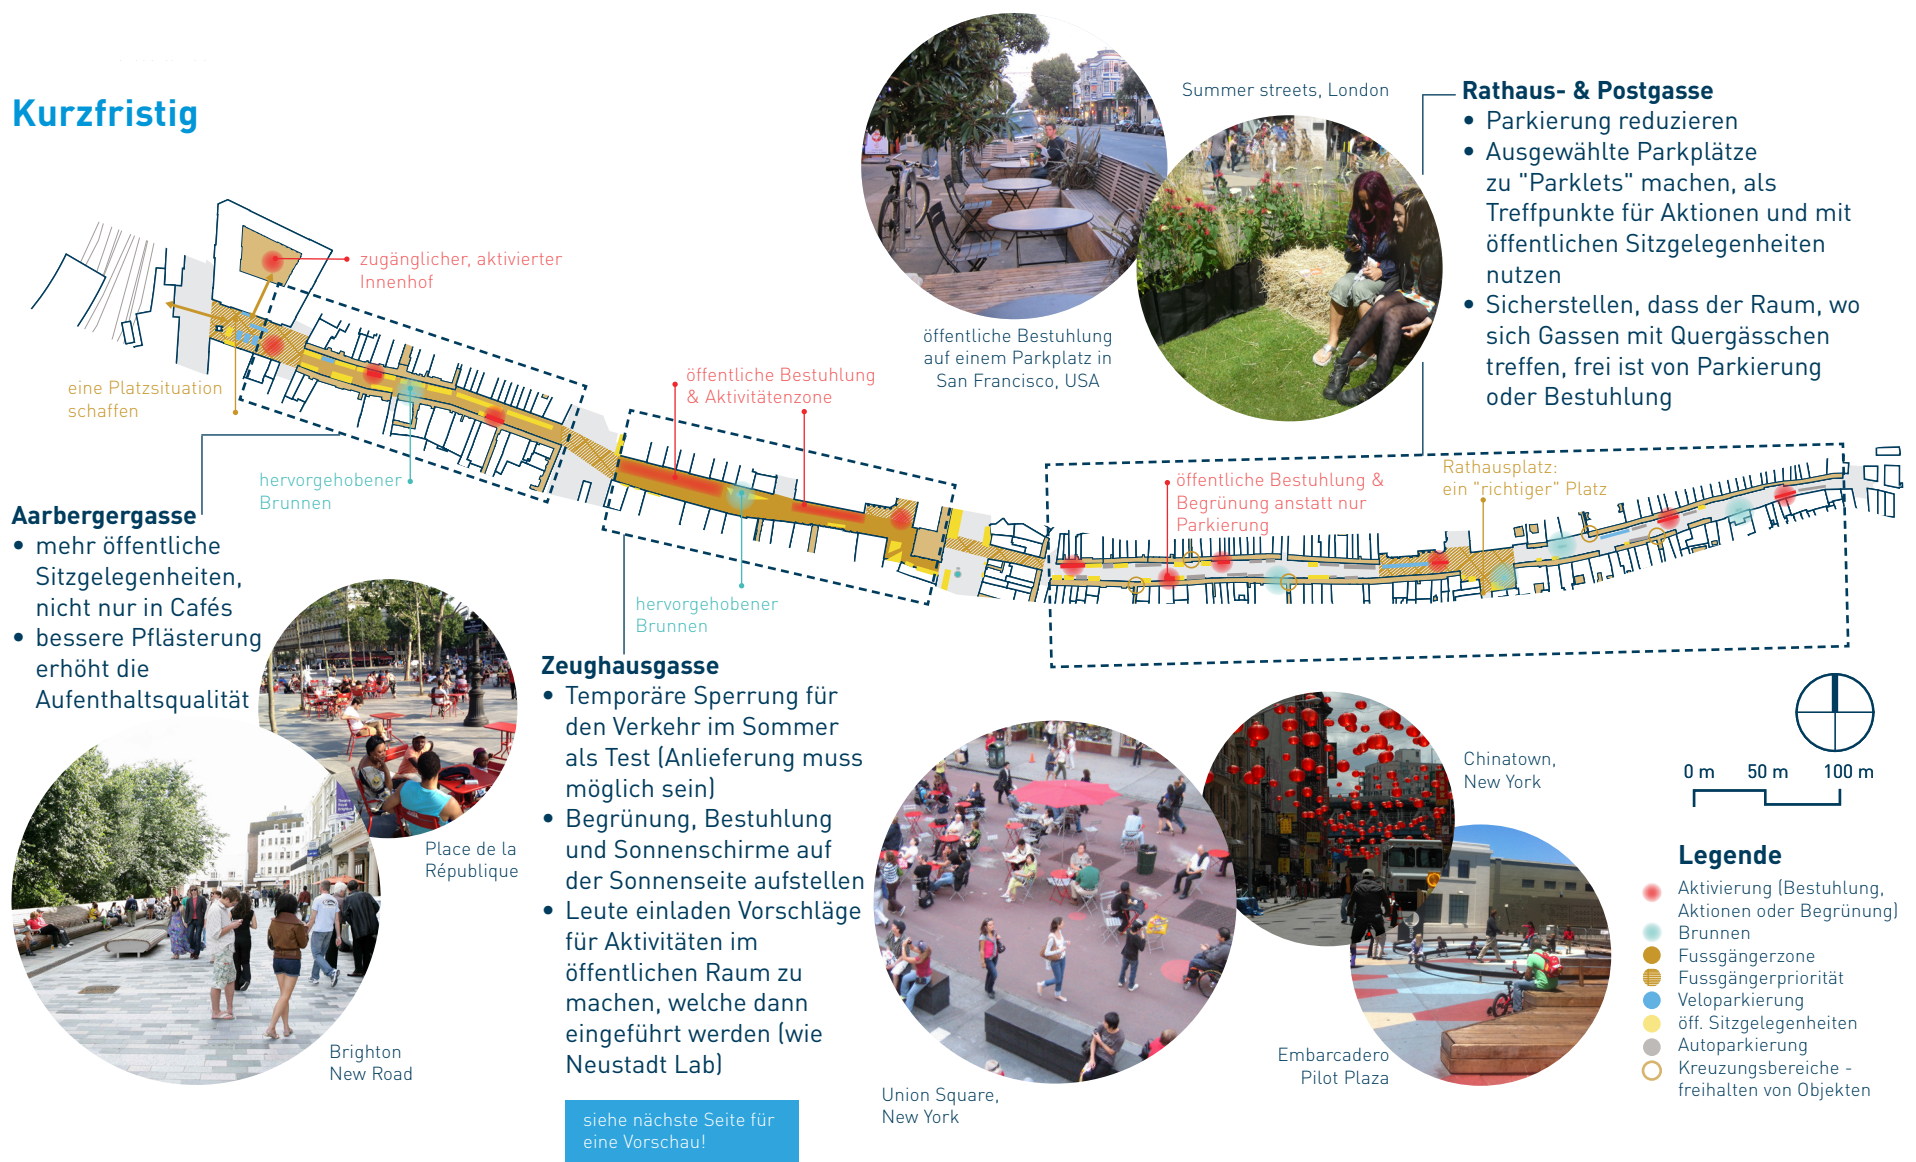 Kurzfristig
Summer streets, London
öffentliche Bestuhlung
auf einem Parkplatz in
San Francisco, USA
Rathaus- & Postgasse
• Parkierung reduzieren
• Ausgewählte Parkplätze
zu "Parklets" machen, als
Treffpunkte für Aktionen und mit
öffentlichen Sitzgelegenheiten
nutzen
• Sicherstellen, dass der Raum, wo
sich Gassen mit Quergässchen
treffen, frei ist von Parkierung
oder Bestuhlung
zugänglicher, aktivierter
Innenhof
eine Platzsituation
schaffen
öffentliche Bestuhlung
& Aktivitätenzone
hervorgehobener
Brunnen
öffentliche Bestuhlung &
Begrünung anstatt nur
Parkierung
Rathausplatz:
ein "richtiger" Platz
hervorgehobener
Brunnen
Aarbergergasse
• mehr öffentliche
Sitzgelegenheiten,
nicht nur in Cafés
• bessere Pflästerung
erhöht die
Aufenthaltsqualität
Place de la
République
Brighton
New Road
Zeughausgasse
• Temporäre Sperrung für
den Verkehr im Sommer
als Test (Anlieferung muss
möglich sein)
• Begrünung, Bestuhlung
und Sonnenschirme auf
der Sonnenseite aufstellen
• Leute einladen Vorschläge
für Aktivitäten im
öffentlichen Raum zu
machen, welche dann
eingeführt werden (wie
Neustadt Lab)
siehe nächste Seite für
eine Vorschau!
Union Square,
New York
Chinatown,
New York
Embarcadero
Pilot Plaza
0 m 50 m 100 m
Legende
Aktivierung (Bestuhlung,
Aktionen oder Begrünung)
Brunnen
Fussgängerzone
Fussgängerpriorität
Veloparkierung
öff. Sitzgelegenheiten
Autoparkierung
Kreuzungsbereiche -
freihalten von Objekten